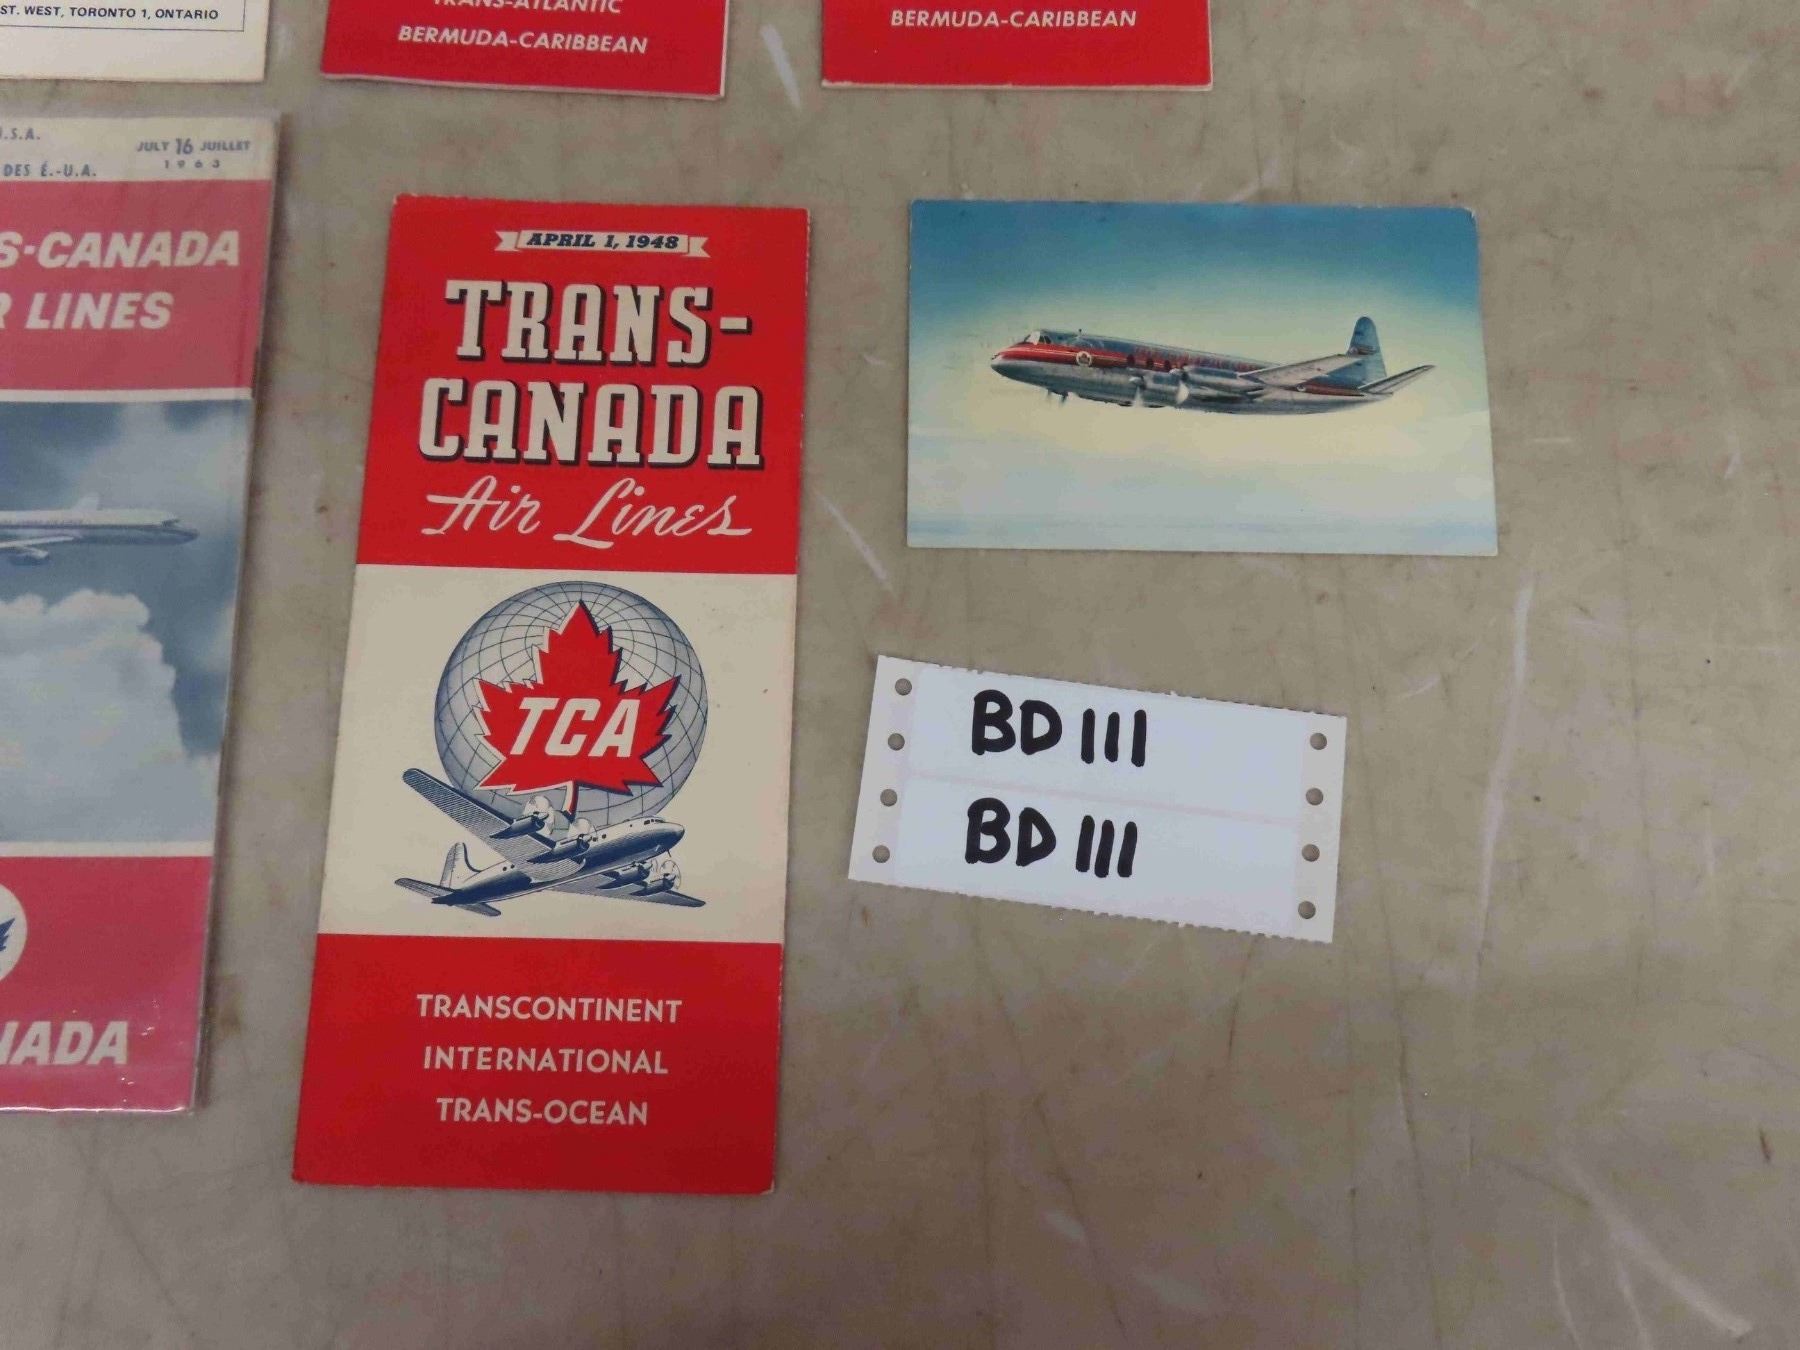 ST. WEST, TORONTO 1, ONTARIO
TRANS-ATLANTIC
BERMUDA-CARIBBEAN
BERMUDA-CARIBBEAN
U.S.A.
DES É.-U.A.
JULY 16 JUILLET
1963
S-CANADA
R LINES
NADA
APRIL 1, 1948
TRANS-
CANADA
Air Lines
TCA
TRANSCONTINENT
INTERNATIONAL
TRANS-OCEAN
BD 111
BD 111